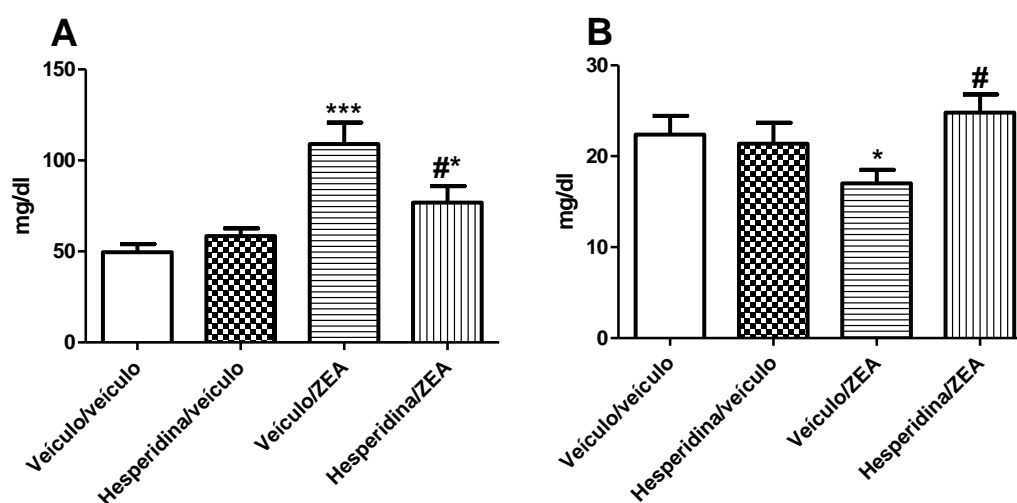 A
150
100
50
0
mg/dl
***
#*
Veículo/veículo
Hesperidina/veículo
Veículo/ZEA
Hesperidina/ZEA
B
30
20
10
0
mg/dl
*
#
Veículo/veículo
Hesperidina/veículo
Veículo/ZEA
Hesperidina/ZEA